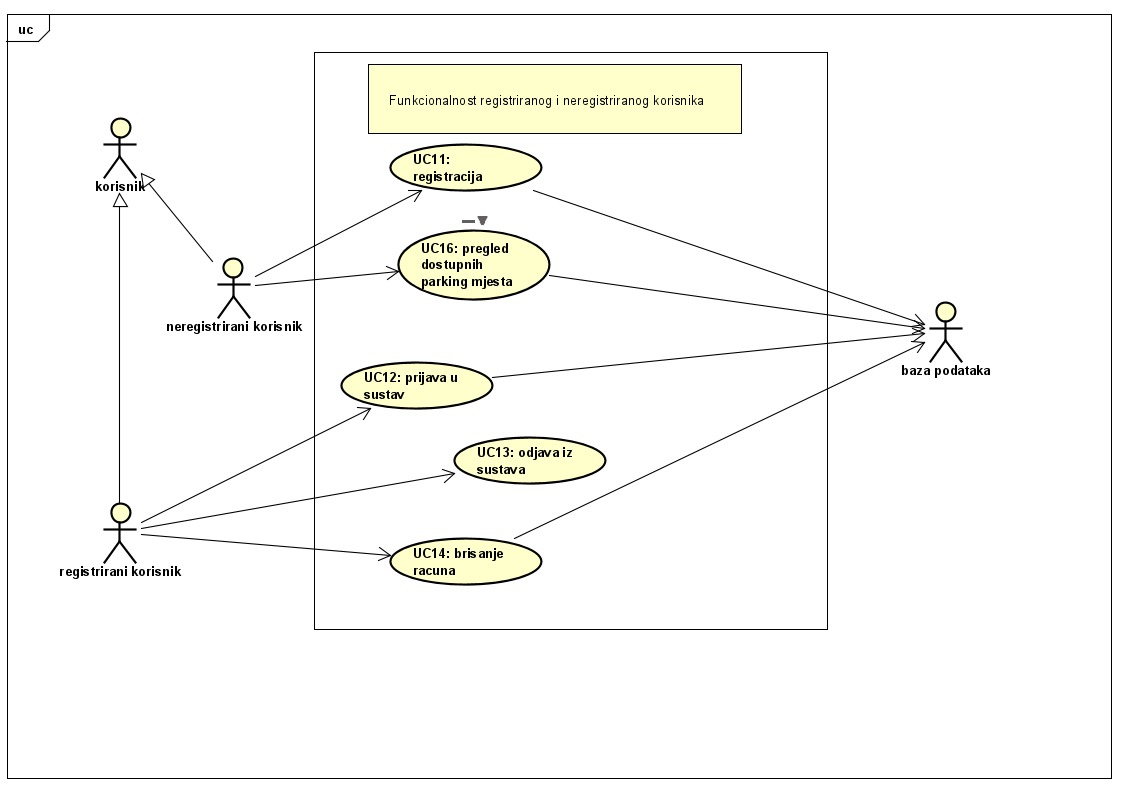 uc
Funkcionalnost registriranog i neregistriranog korisnika
korisnik
UC11:
registracija
UC16: pregled
dostupnih
parking mjesta
neregistrirani korisnik
baza podataka
UC12: prijava u
sustav
UC13: odjava iz
sustava
UC14: brisanje
racuna
registrirani korisnik